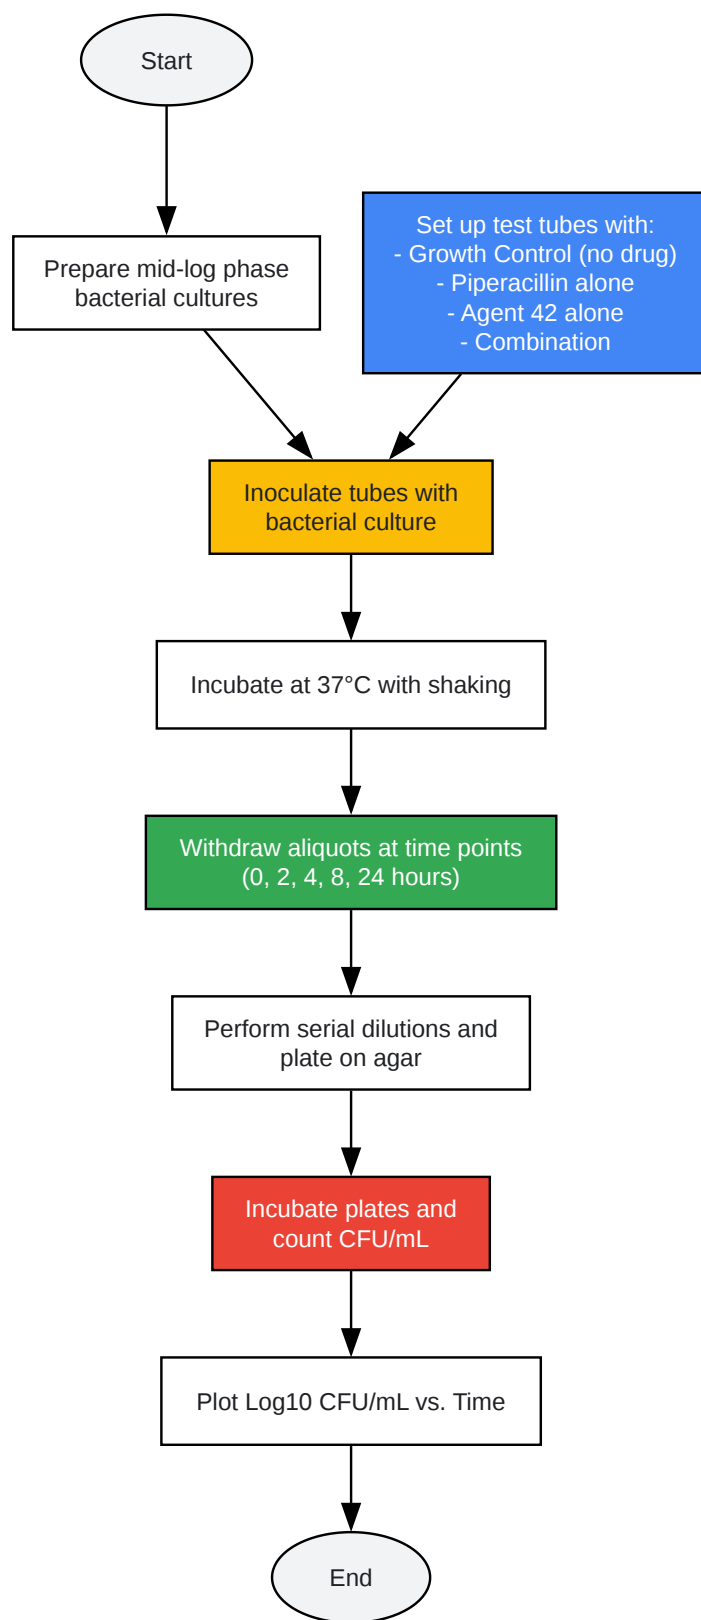 Start
Prepare mid-log phase
bacterial cultures
Set up test tubes with:
- Growth Control (no drug)
- Piperacillin alone
- Agent 42 alone
- Combination
Inoculate tubes with
bacterial culture
Incubate at 37°C with shaking
Withdraw aliquots at time points
(0, 2, 4, 8, 24 hours)
Perform serial dilutions and
plate on agar
Incubate plates and
count CFU/mL
Plot Log10 CFU/mL vs. Time
End